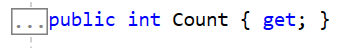 ...public int Count { get; }